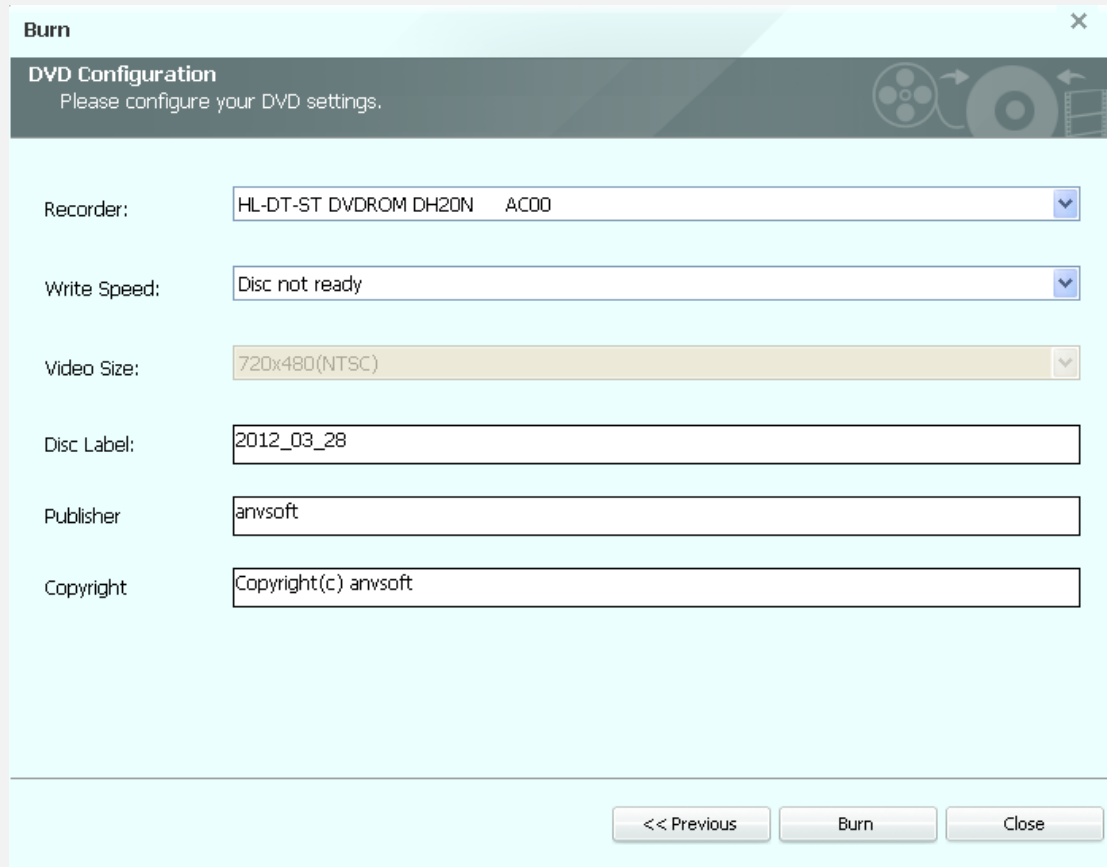 Burn
DVD Configuration
Please configure your DVD settings.
Recorder: HL-DT-ST DVDROM DH20N AC00
Write Speed: Disc not ready
Video Size: 720x480(NTSC)
Disc Label: 2012_03_28
Publisher anvsoft
Copyright Copyright(c) anvsoft
<< Previous Burn Close